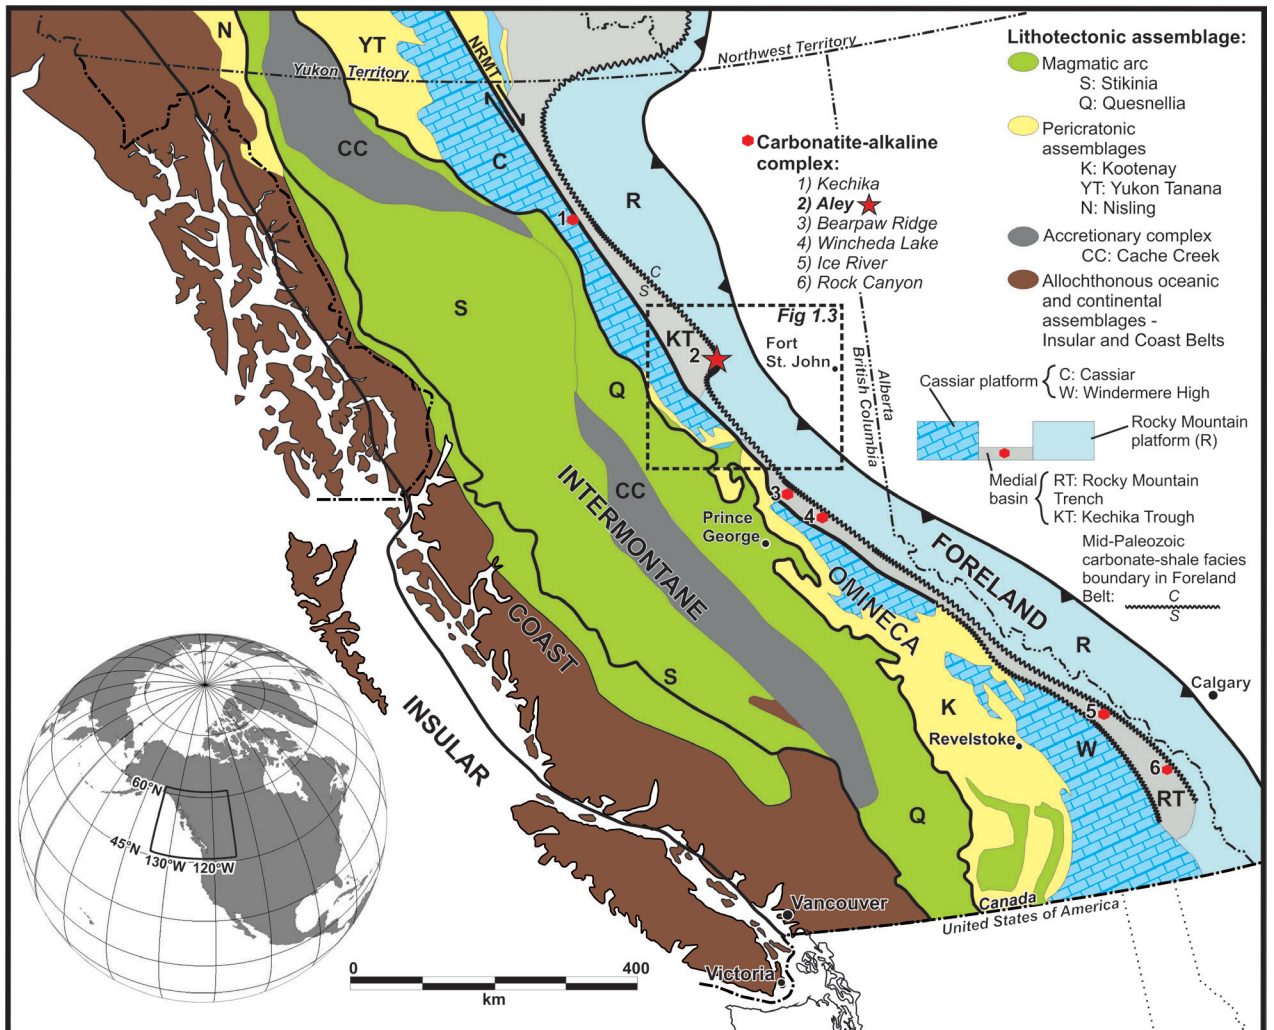 Lithotectonic assemblage:
Magmatic arc
S: Stikinia
Q: Quesnellia
Pericratonic
assemblages
K: Kootenay
YT: Yukon Tanana
N: Nisling
Accretionary complex
CC: Cache Creek
Allochthonous oceanic
and continental
assemblages -
Insular and Coast Belts
Cassiar platform
C: Cassiar
W: Windermere High
Rocky Mountain
platform (R)
Medial
basin
RT: Rocky Mountain
Trench
KT: Kechika Trough
Mid-Paleozoic
carbonate-shale facies
boundary in Foreland
Belt:
C
S
Carbonatite-alkaline
complex:
1) Kechika
2) Aley
3) Bearpaw Ridge
4) Wincheda Lake
5) Ice River
6) Rock Canyon
N
YT
NRMT
Yukon Territory
Northwest Territory
CC
C
R
1
C
S
S
Fig 1.3
KT
2
Fort
St. John
Alberta
British Columbia
Q
CC
INTERMONTANE
3
4
Prince
George
OMINECA
FORELAND
R
COAST
S
INSULAR
K
Revelstoke
W
5
Calgary
6
RT
Q
Canada
United States of America
Vancouver
Victoria
0
400
km
60°N
45°N
130°W
120°W